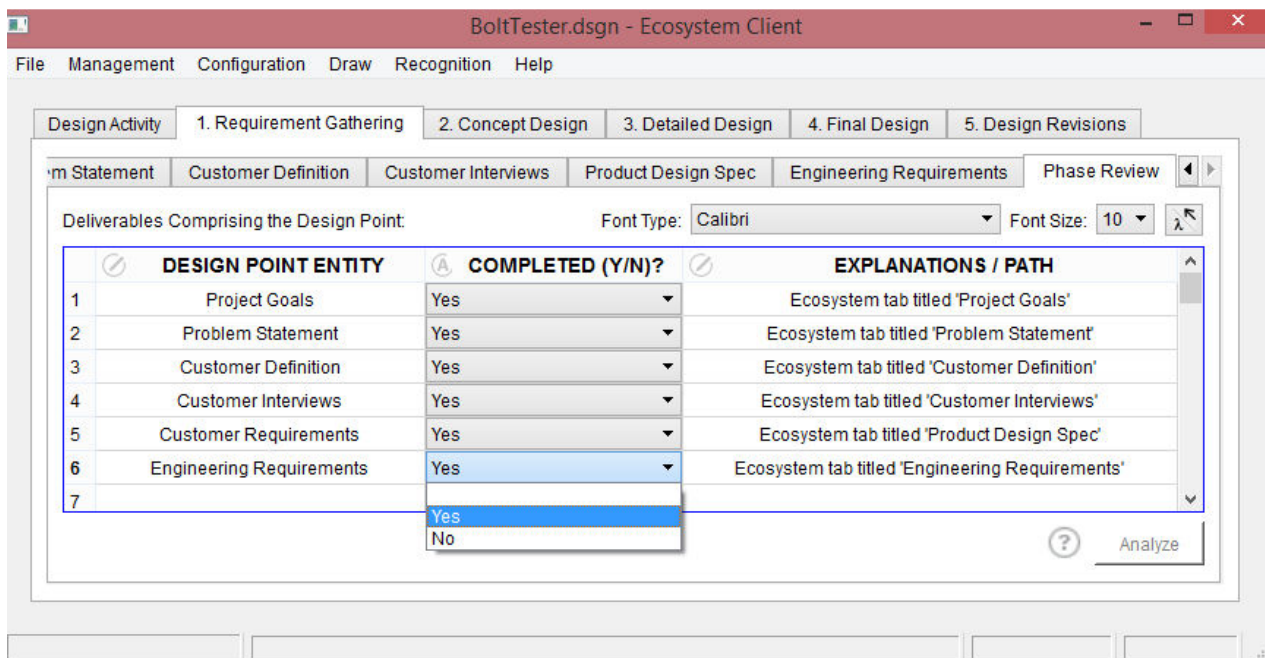 BoltTester.dsgn - Ecosystem Client
File Management Configuration Draw Recognition Help
Design Activity 1. Requirement Gathering 2. Concept Design 3. Detailed Design 4. Final Design 5. Design Revisions
m Statement Customer Definition Customer Interviews Product Design Spec Engineering Requirements Phase Review
Deliverables Comprising the Design Point: Font Type: Calibri Font Size: 10 λ
DESIGN POINT ENTITY A COMPLETED (Y/N)? EXPLANATIONS / PATH
1 Project Goals Yes Ecosystem tab titled 'Project Goals'
2 Problem Statement Yes Ecosystem tab titled 'Problem Statement'
3 Customer Definition Yes Ecosystem tab titled 'Customer Definition'
4 Customer Interviews Yes Ecosystem tab titled 'Customer Interviews'
5 Customer Requirements Yes Ecosystem tab titled 'Product Design Spec'
6 Engineering Requirements Yes Ecosystem tab titled 'Engineering Requirements'
7
Yes
No
? Analyze